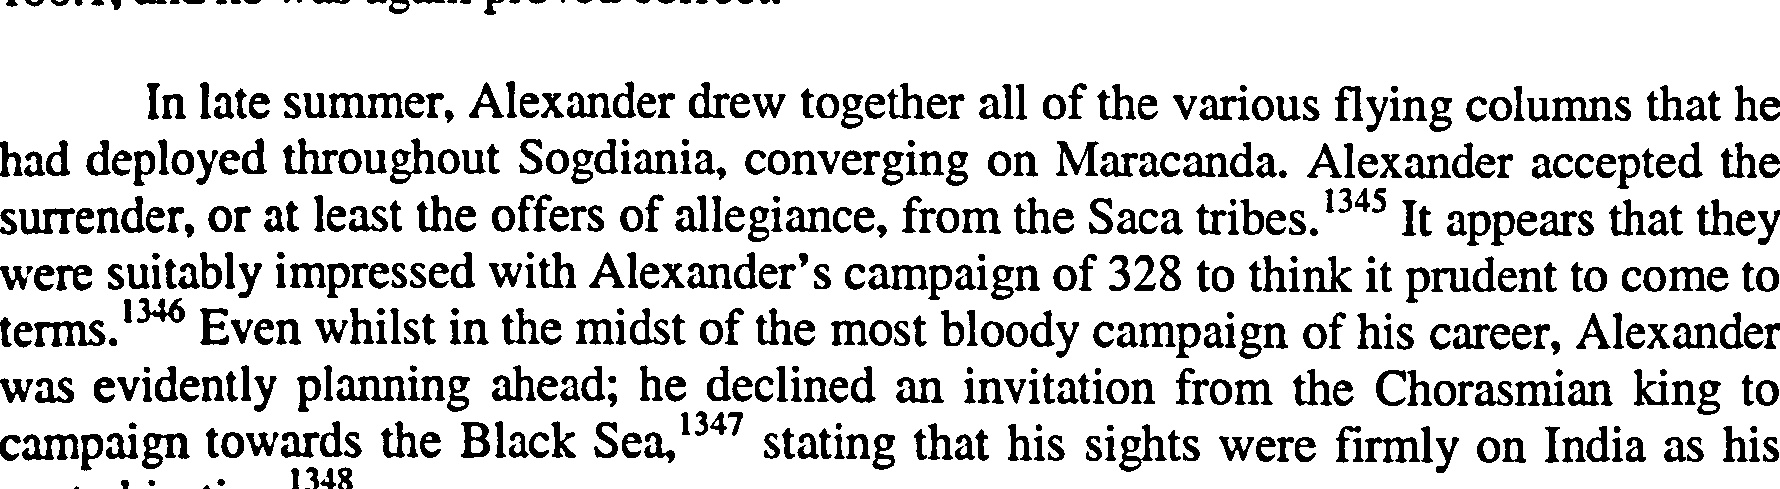 In late summer, Alexander drew together all of the various flying columns that he
had deployed throughout Sogdiania, converging on Maracanda. Alexander accepted the
surrender, or at least the offers of allegiance, from the Saca tribes.1345 It appears that they
were suitably impressed with Alexander's campaign of 328 to think it prudent to come to
terms.1346 Even whilst in the midst of the most bloody campaign of his career, Alexander
was evidently planning ahead; he declined an invitation from the Chorasmian king to
campaign towards the Black Sea,1347 stating that his sights were firmly on India as his
1348